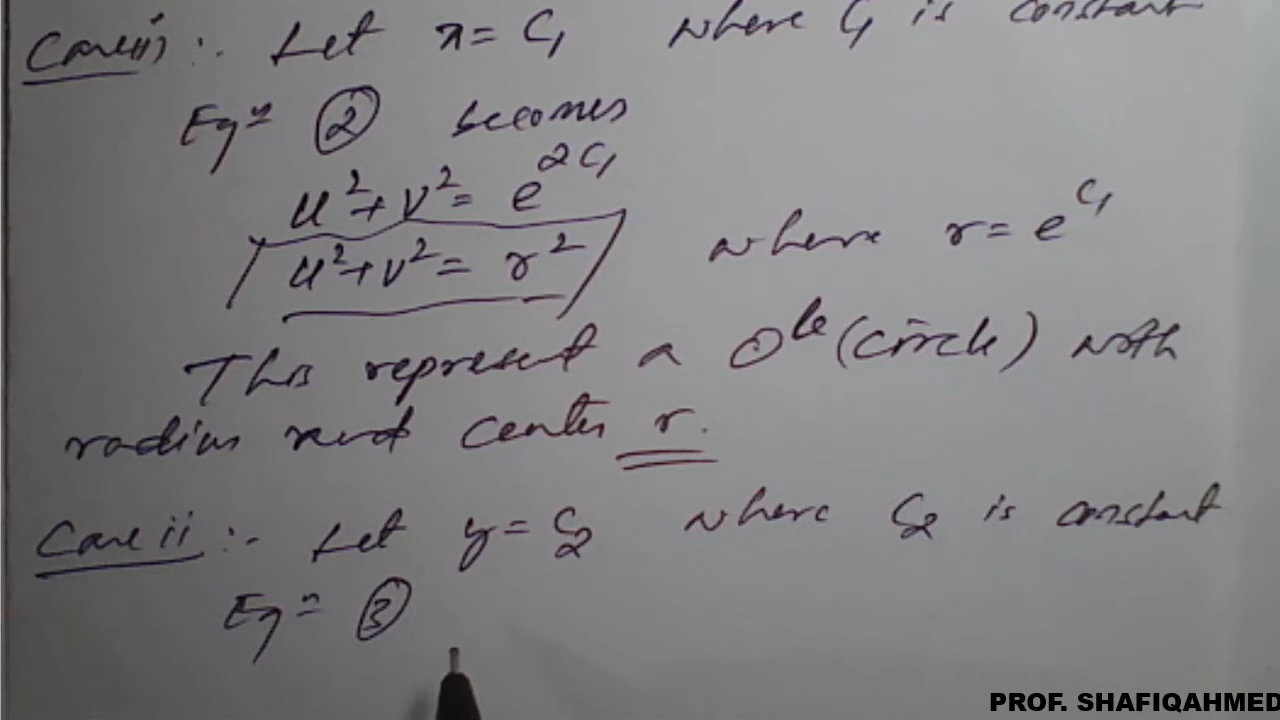 Case i) :- Let x = C₁ where C₁ is constant
Eqⁿ ② becomes
u² + v² = e^{2C₁}
u² + v² = r² where r = e^{C₁}
This represent a ⊙le (circle) with
radius and center r.
Case ii :- Let y = C₂ where C₂ is constant
Eqⁿ ③
PROF. SHAFIQAHMED